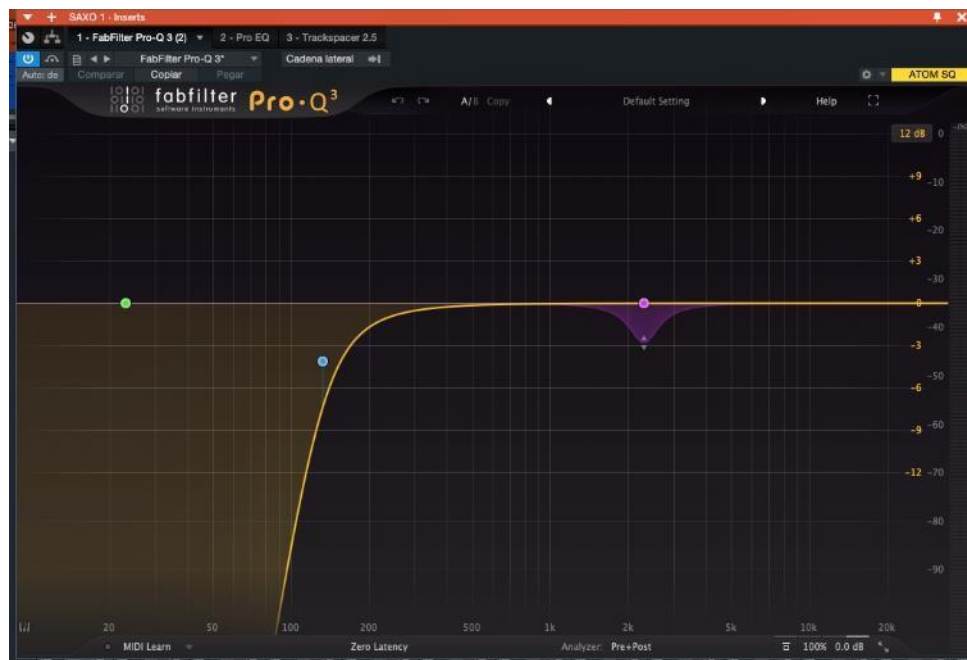 SAXO 1 - Inserts
1 - FabFilter Pro-Q 3 (2) 2 - Pro EQ 3 - Trackspacer 2.5
FabFilter Pro-Q 3* Cadena lateral
Auto: de Comparar Copiar Pegar ATOM SQ
fabfilter Pro·Q3 A/B Copy Default Setting Help
software instruments
12 dB 0
+9 -10
+6 -20
+3 -30
0 -40
-3 -50
-6 -60
-9
-12 -70
-80
-90
20 50 100 200 500 1k 2k 5k 10k 20k
MIDI Learn Zero Latency Analyzer: Pre+Post 100% 0.0 dB